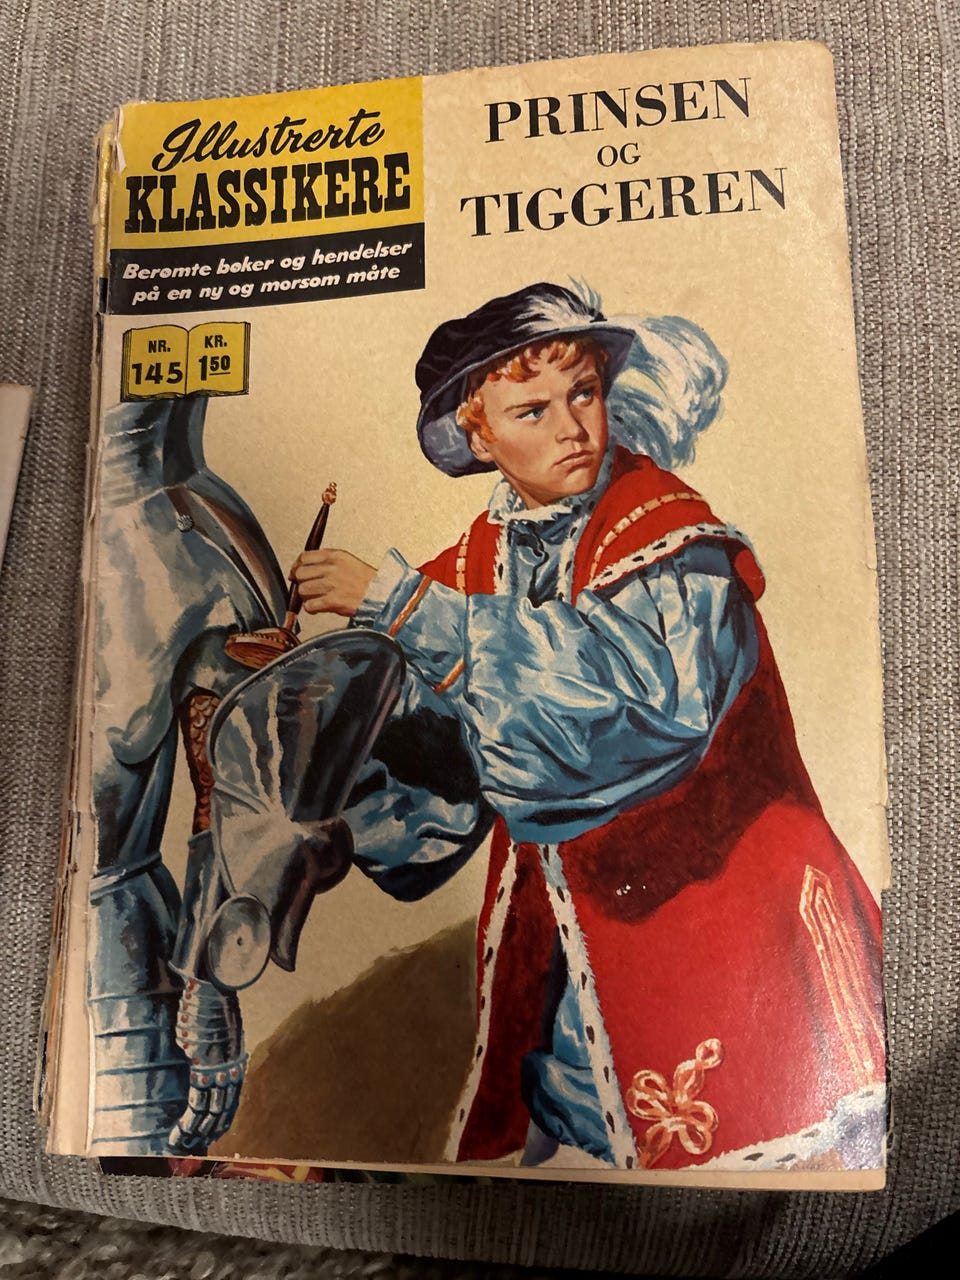 Illustrerte
KLASSIKERE
Berømte bøker og hendelser
på en ny og morsom måte
PRINSEN
OG
TIGGEREN
NR.
145
KR.
1 50